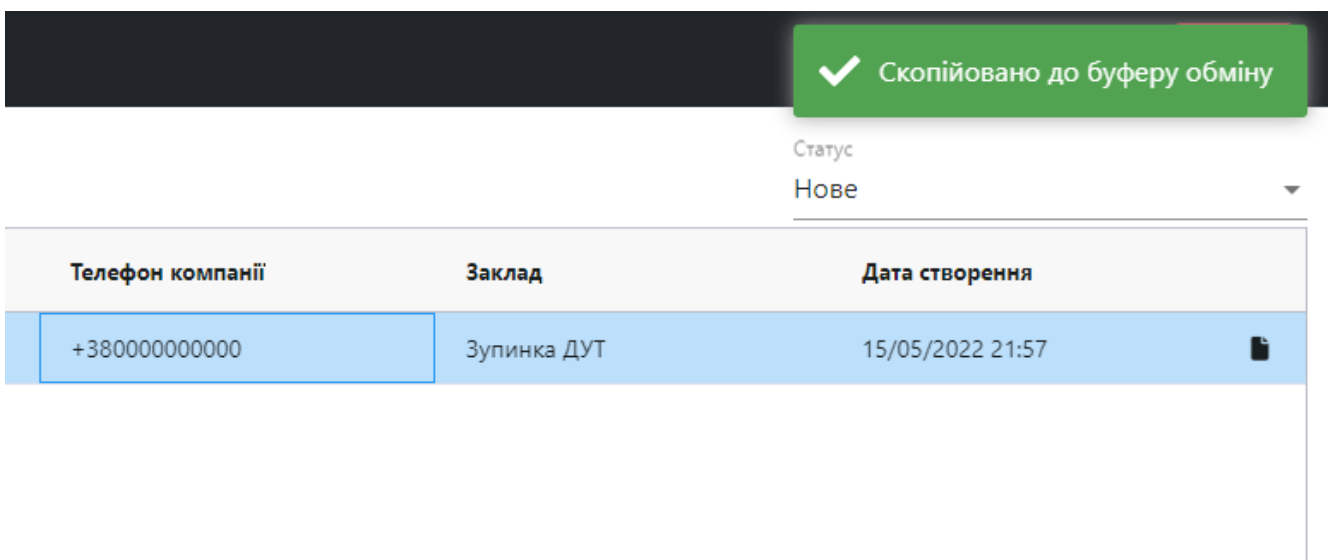 Скопійовано до буферу обміну
Статус
Нове
Телефон компанії Заклад Дата створення
+380000000000 Зупинка ДУТ 15/05/2022 21:57